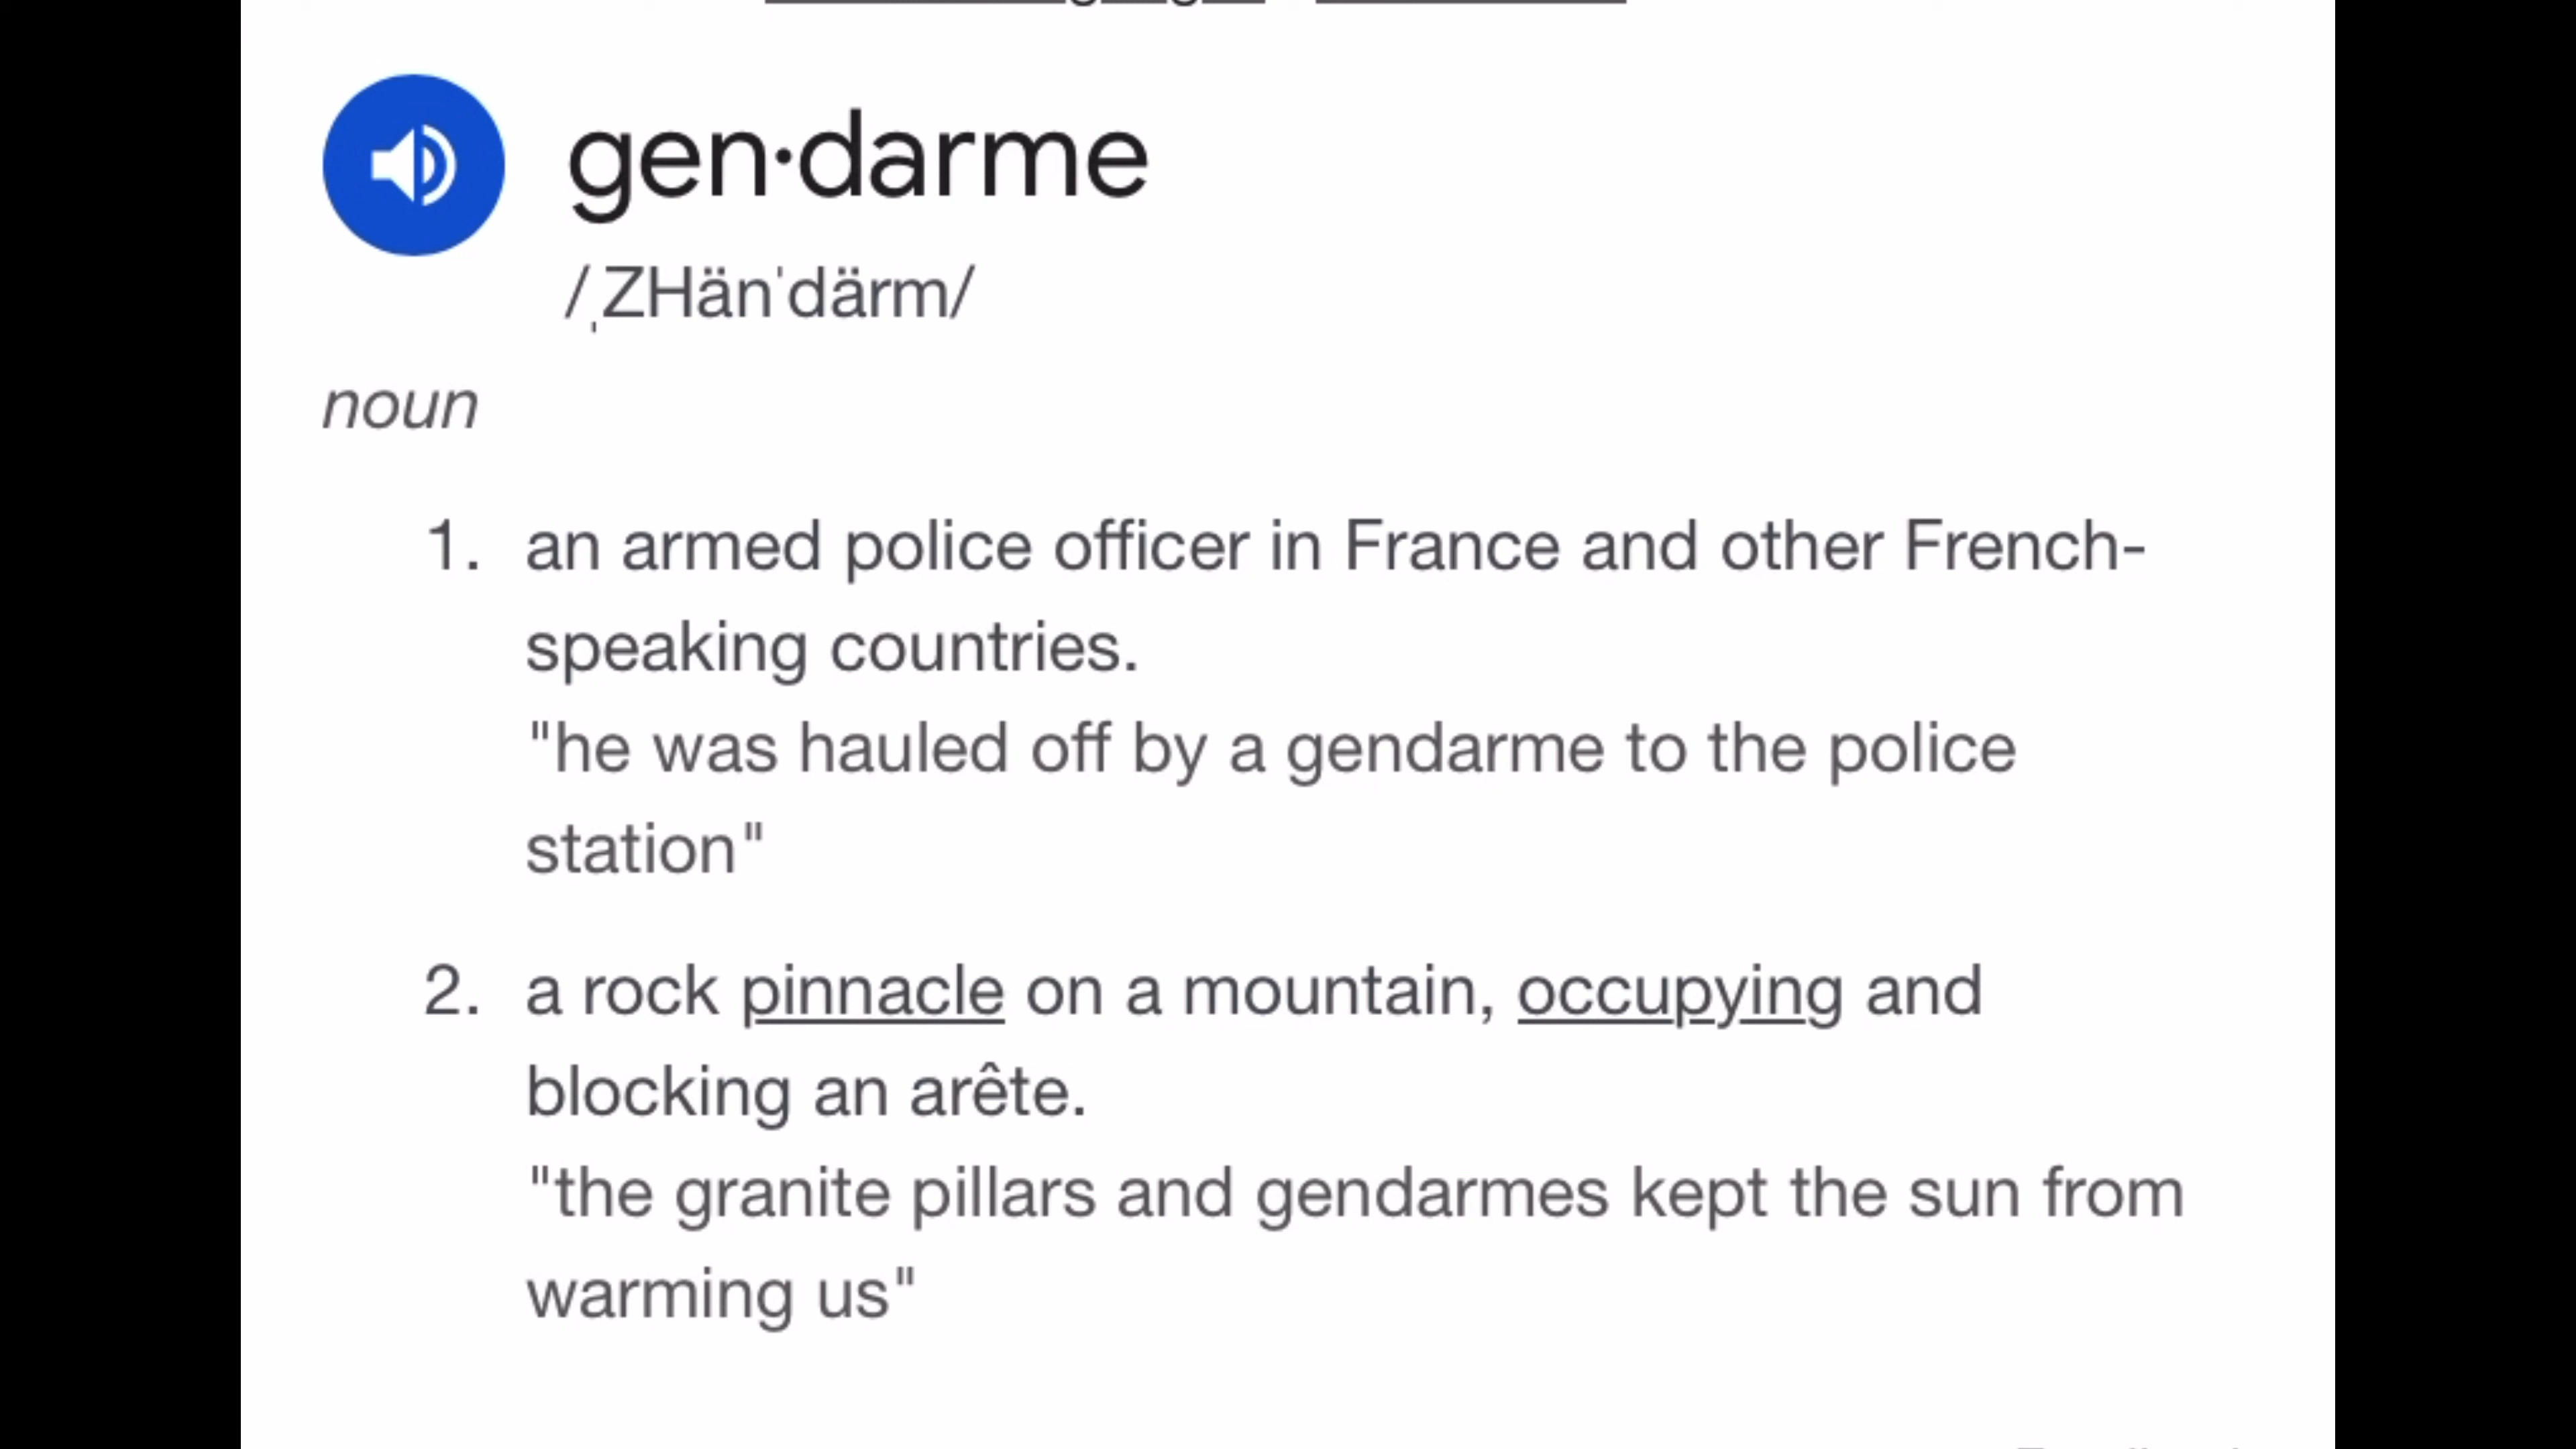 gen·darme
/ˌZHänˈdärm/
noun
1. an armed police officer in France and other French-
speaking countries.
"he was hauled off by a gendarme to the police
station"
2. a rock pinnacle on a mountain, occupying and
blocking an arête.
"the granite pillars and gendarmes kept the sun from
warming us"